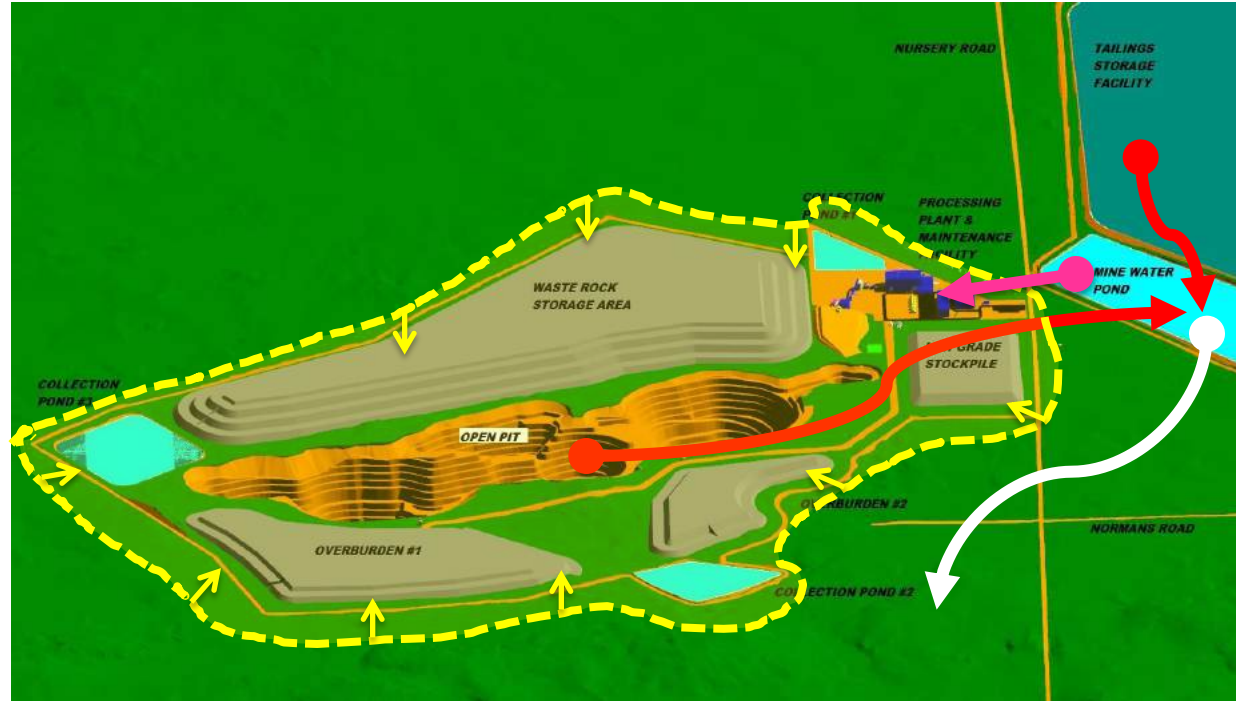 NURSERY ROAD
TAILINGS
STORAGE
FACILITY
COLLECTION
POND #1
PROCESSING
PLANT &
MAINTENANCE
FACILITY
MINE WATER
POND
WASTE ROCK
STORAGE AREA
GRADE
STOCKPILE
COLLECTION
POND #3
OPEN PIT
OVERBURDEN #2
NORMANS ROAD
OVERBURDEN #1
COLLECTION POND #2